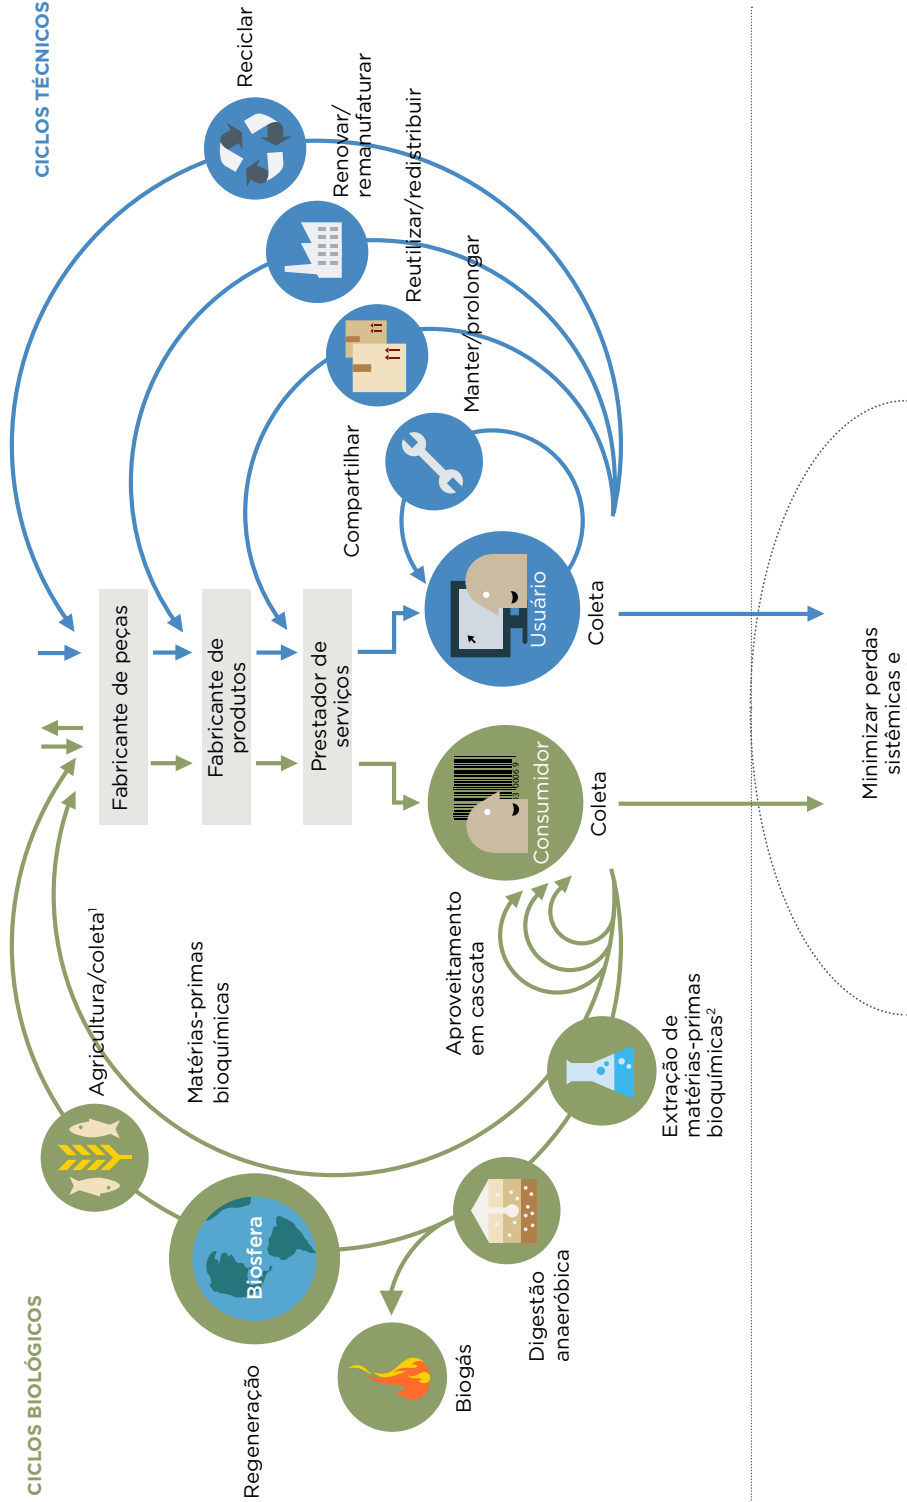 CICLOS BIOLÓGICOS
CICLOS TÉCNICOS
Regeneração
Biosfera
Agricultura/coleta¹
Matérias-primas
bioquímicas
Biogás
Digestão
anaeróbica
Extração de
matérias-primas
bioquímicas²
Aproveitamento
em cascata
Fabricante de peças
Fabricante de
produtos
Prestador de
serviços
Consumidor
Coleta
Usuário
Coleta
Compartilhar
Manter/prolongar
Reutilizar/redistribuir
Renovar/
remanufaturar
Reciclar
Minimizar perdas
sistêmicas e